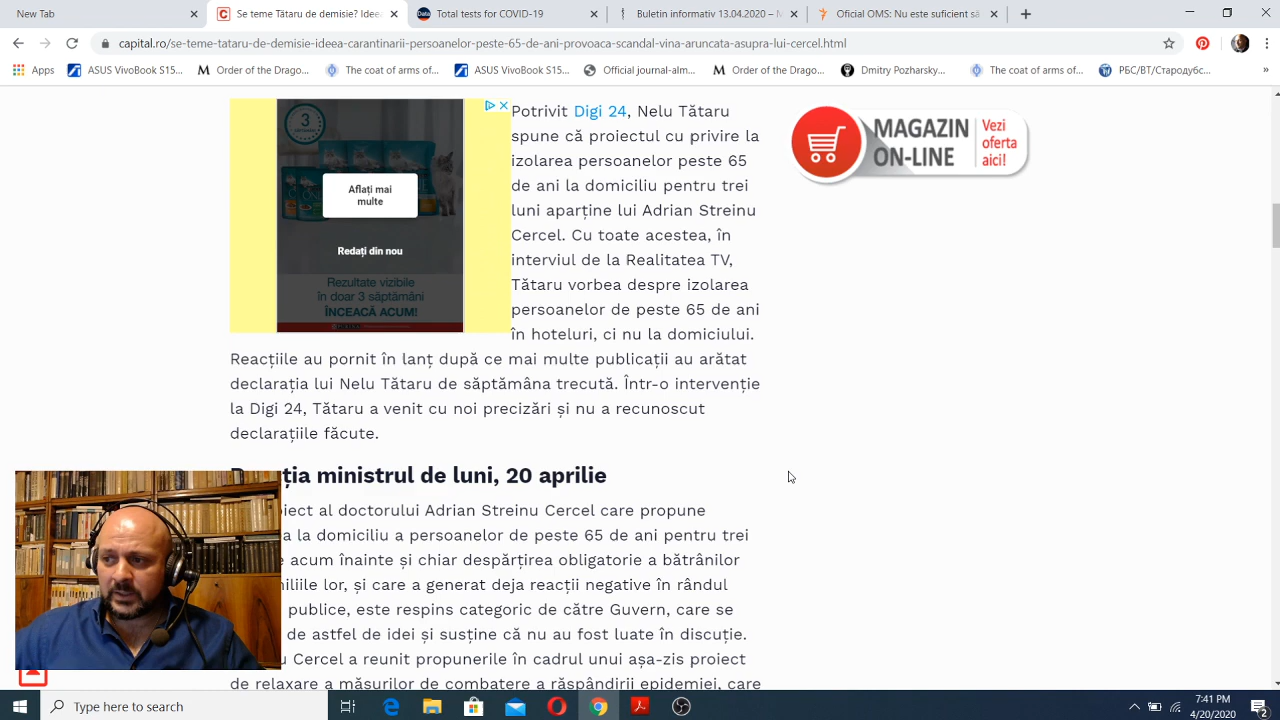 New Tab
Se teme Tătaru de demisie? Idee
Total tests for COVID-19
Buletin informativ 13.04.2020 –
Oficial OMS: Nu este suficient să
capital.ro/se-teme-tataru-de-demisie-ideea-carantinarii-persoanelor-peste-65-de-ani-provoaca-scandal-vina-aruncata-asupra-lui-cercel.html
Apps
ASUS VivoBook S15...
Order of the Drago...
The coat of arms of...
ASUS VivoBook S15...
Official journal-alm...
Order of the Drago...
Dmitry Pozharsky...
The coat of arms of...
РБС/ВТ/Стародубс...
»
3
Aflați mai
multe
Redați din nou
Rezultate vizibile
în doar 3 săptămâni
ÎNCEACĂ ACUM!
Potrivit Digi 24, Nelu Tătaru
spune că proiectul cu privire la
izolarea persoanelor peste 65
de ani la domiciliu pentru trei
luni aparține lui Adrian Streinu
Cercel. Cu toate acestea, în
interviul de la Realitatea TV,
Tătaru vorbea despre izolarea
persoanelor de peste 65 de ani
în hoteluri, ci nu la domiciului.
Reacțiile au pornit în lanț după ce mai multe publicații au arătat
declarația lui Nelu Tătaru de săptămâna trecută. Într-o intervenție
la Digi 24, Tătaru a venit cu noi precizări și nu a recunoscut
declarațiile făcute.
MAGAZIN
ON-LINE
Vezi
oferta
aici!
ția ministrul de luni, 20 aprilie
iect al doctorului Adrian Streinu Cercel care propune
a la domiciliu a persoanelor de peste 65 de ani pentru trei
acum înainte și chiar despărțirea obligatorie a bătrânilor
miliile lor, și care a generat deja reacții negative în rândul
publice, este respins categoric de către Guvern, care se
de astfel de idei și susține că nu au fost luate în discuție.
u Cercel a reunit propunerile în cadrul unui așa-zis proiect
de relaxare a măsurilor de combatere a răspândirii epidemiei, care
Type here to search
7:41 PM
4/20/2020
2